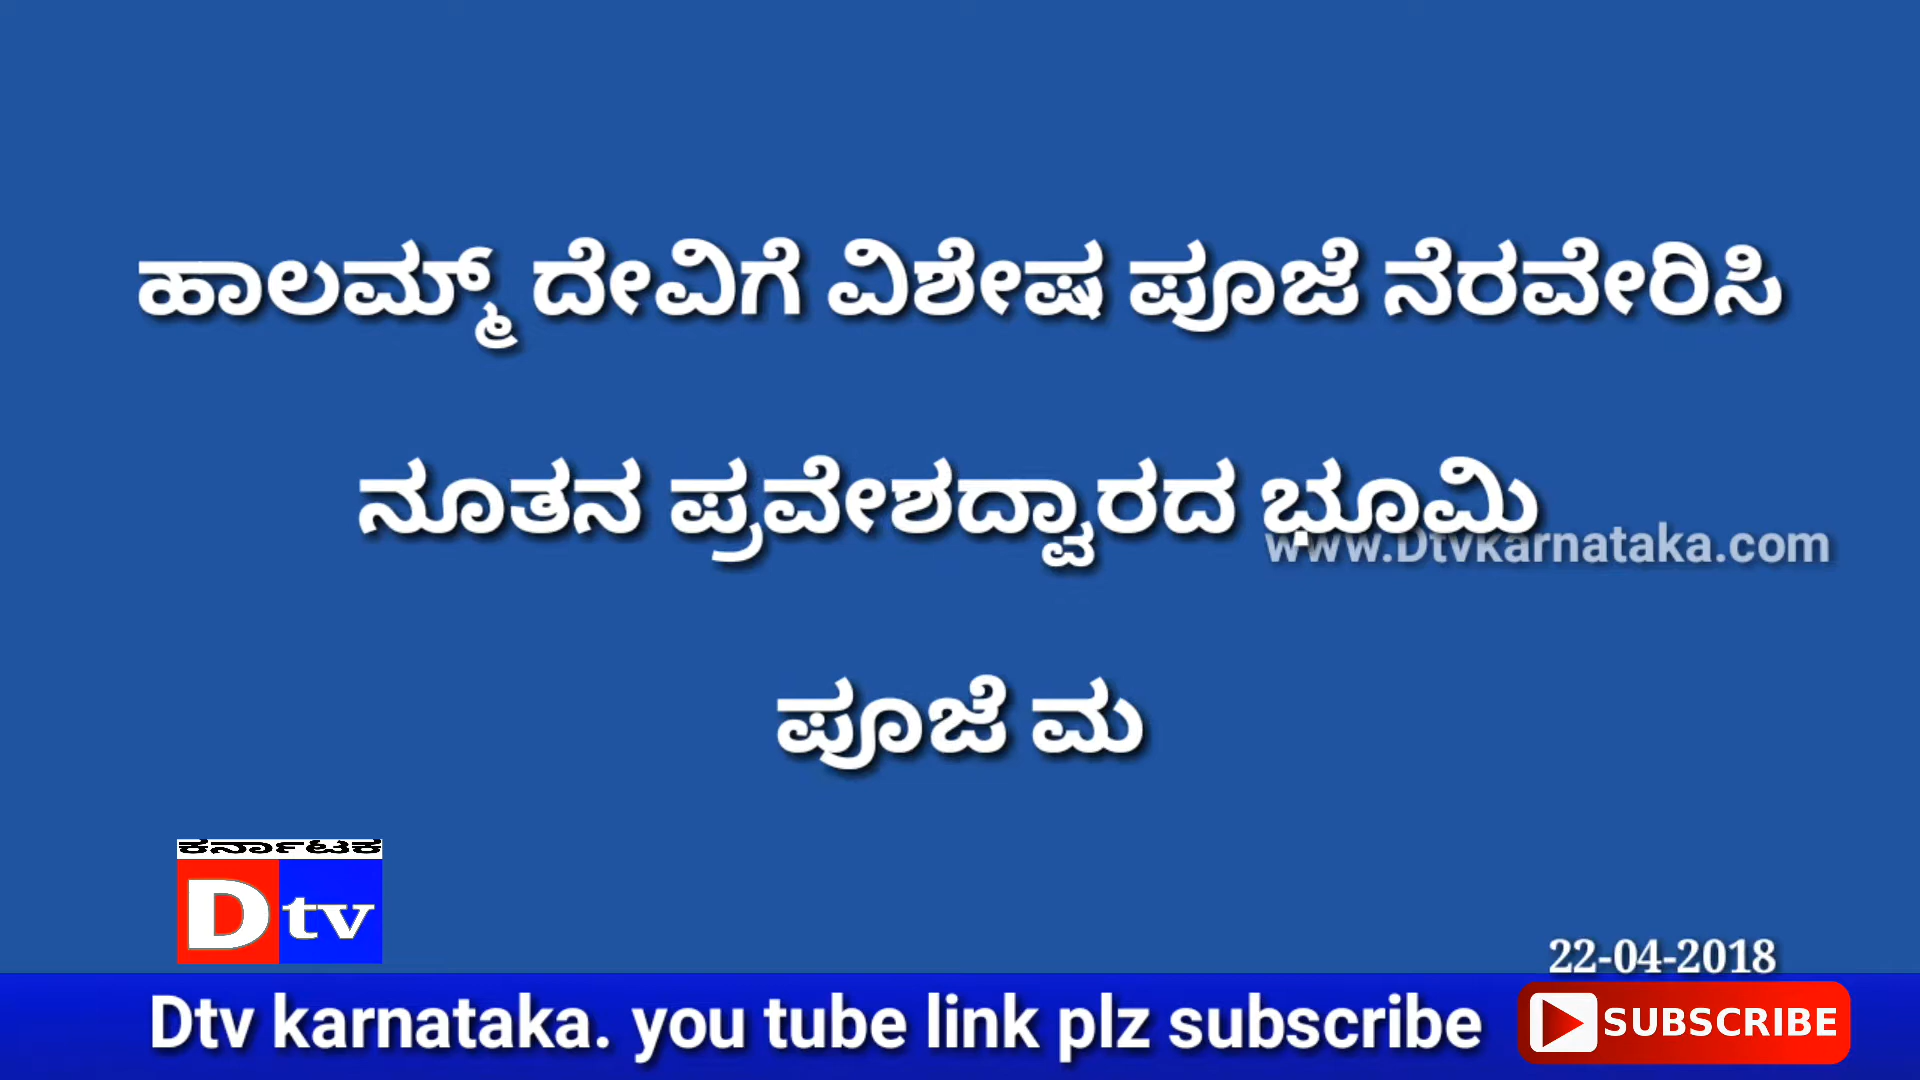 ಹಾಲಮ್ಮ್ ದೇವಿಗೆ ವಿಶೇಷ ಪೂಜೆ ನೆರವೇರಿಸಿ
ನೂತನ ಪ್ರವೇಶದ್ವಾರದ ಭೂಮಿ
www.Dtvkarnataka.com
ಪೂಜೆ ಮ
ಕರ್ನಾಟಕ
Dtv
22-04-2018
Dtv karnataka. you tube link plz subscribe
SUBSCRIBE